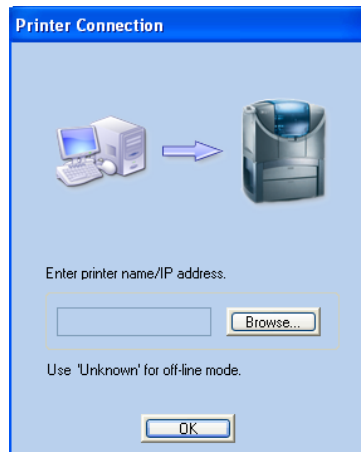 Printer Connection
Enter printer name/IP address.
Browse...
Use 'Unknown' for off-line mode.
OK